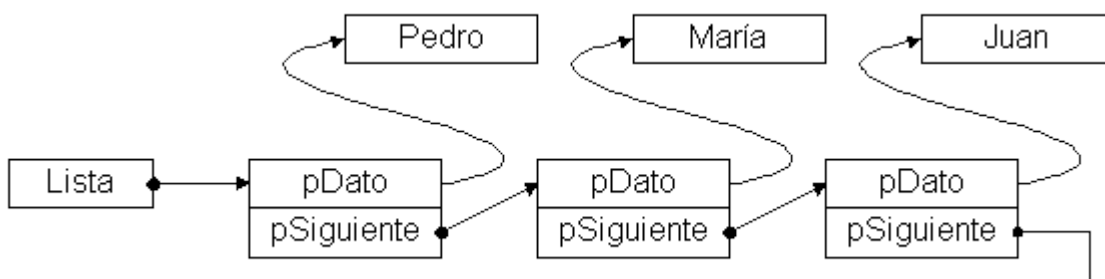 Pedro
María
Juan
Lista
pDato
pDato
pDato
pSiguiente
pSiguiente
pSiguiente